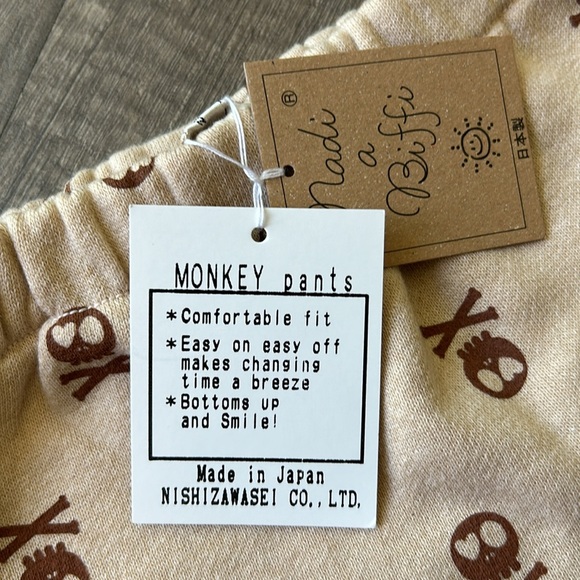 ®
nadi
a
Biffi
日本製
MONKEY pants
*Comfortable fit
*Easy on easy off
makes changing
time a breeze
*Bottoms up
and Smile!
Made in Japan
NISHIZAWASEI CO.,LTD,